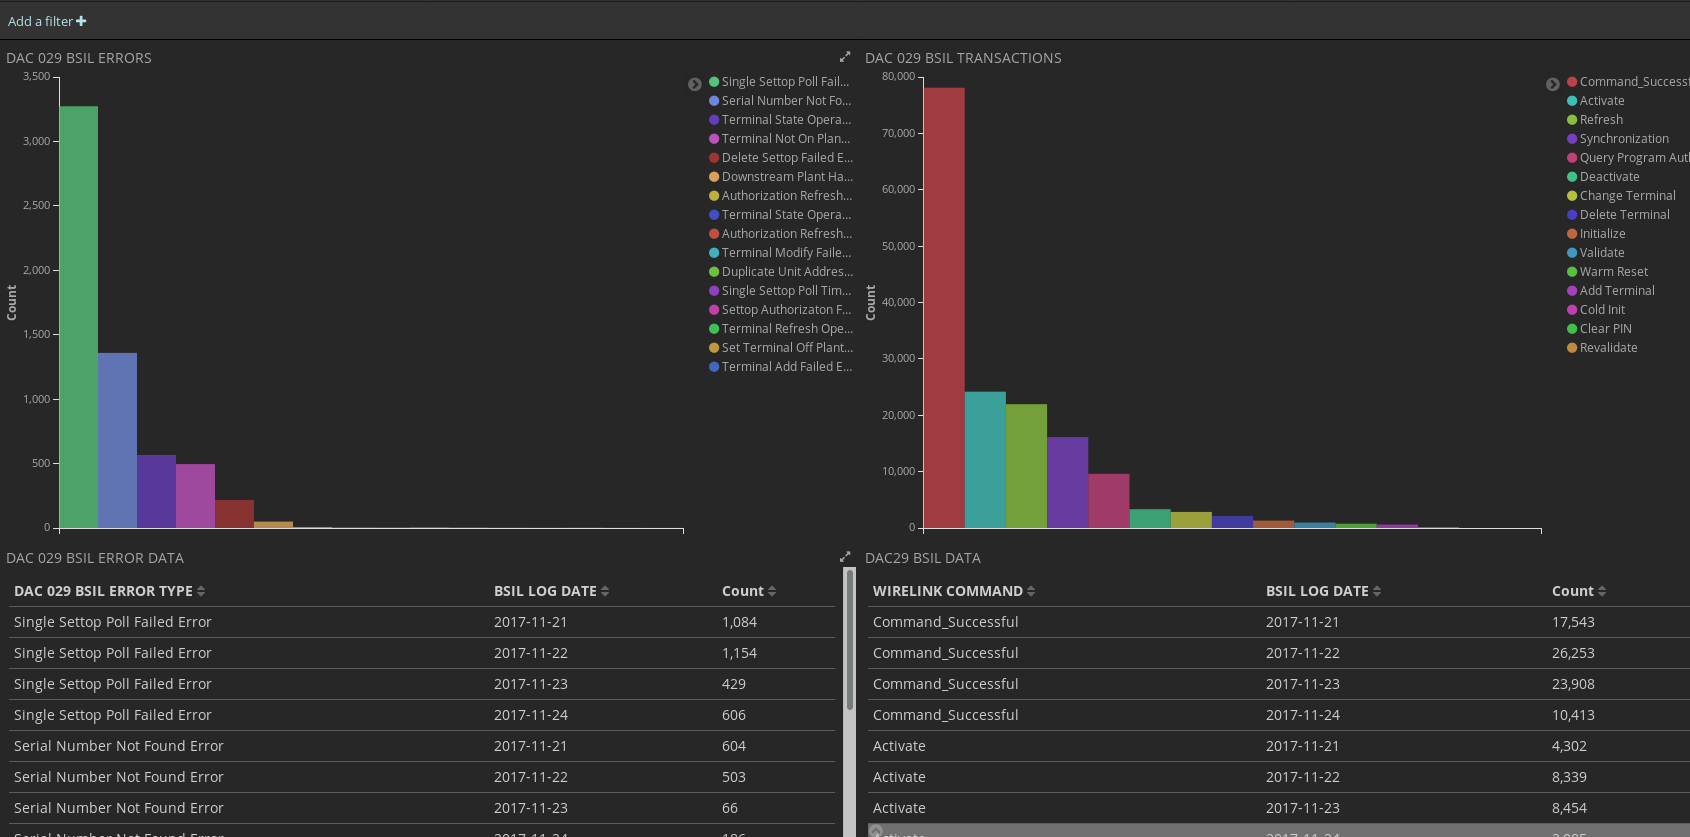 Add a filter
DAC 029 BSIL ERRORS
3,500
3,000
2,500
2,000
1,500
1,000
500
0
Count
Single Settop Poll Fail...
Serial Number Not Fo...
Terminal State Opera...
Terminal Not On Plan...
Delete Settop Failed E...
Downstream Plant Ha...
Authorization Refresh...
Terminal State Opera...
Authorization Refresh...
Terminal Modify Faile...
Duplicate Unit Addres...
Single Settop Poll Tim...
Settop Authorizaton F...
Terminal Refresh Ope...
Set Terminal Off Plant...
Terminal Add Failed E...
DAC 029 BSIL TRANSACTIONS
80,000
70,000
60,000
50,000
40,000
30,000
20,000
10,000
0
Count
Command_Successf
Activate
Refresh
Synchronization
Query Program Aut
Deactivate
Change Terminal
Delete Terminal
Initialize
Validate
Warm Reset
Add Terminal
Cold Init
Clear PIN
Revalidate
DAC 029 BSIL ERROR DATA
DAC 029 BSIL ERROR TYPE BSIL LOG DATE Count
Single Settop Poll Failed Error 2017-11-21 1,084
Single Settop Poll Failed Error 2017-11-22 1,154
Single Settop Poll Failed Error 2017-11-23 429
Single Settop Poll Failed Error 2017-11-24 606
Serial Number Not Found Error 2017-11-21 604
Serial Number Not Found Error 2017-11-22 503
Serial Number Not Found Error 2017-11-23 66
DAC29 BSIL DATA
WIRELINK COMMAND BSIL LOG DATE Count
Command_Successful 2017-11-21 17,543
Command_Successful 2017-11-22 26,253
Command_Successful 2017-11-23 23,908
Command_Successful 2017-11-24 10,413
Activate 2017-11-21 4,302
Activate 2017-11-22 8,339
Activate 2017-11-23 8,454